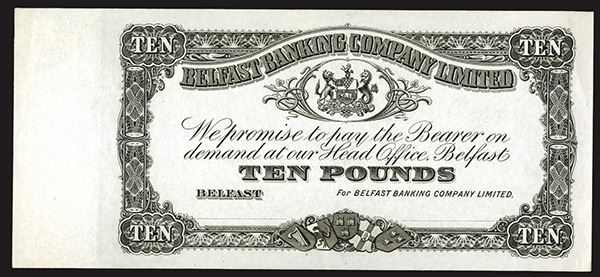 TEN TEN
BELFAST BANKING COMPANY LIMITED
We promise to pay the Bearer on
demand at our Head Office, Belfast
TEN POUNDS
BELFAST For BELFAST BANKING COMPANY LIMITED,
TEN TEN